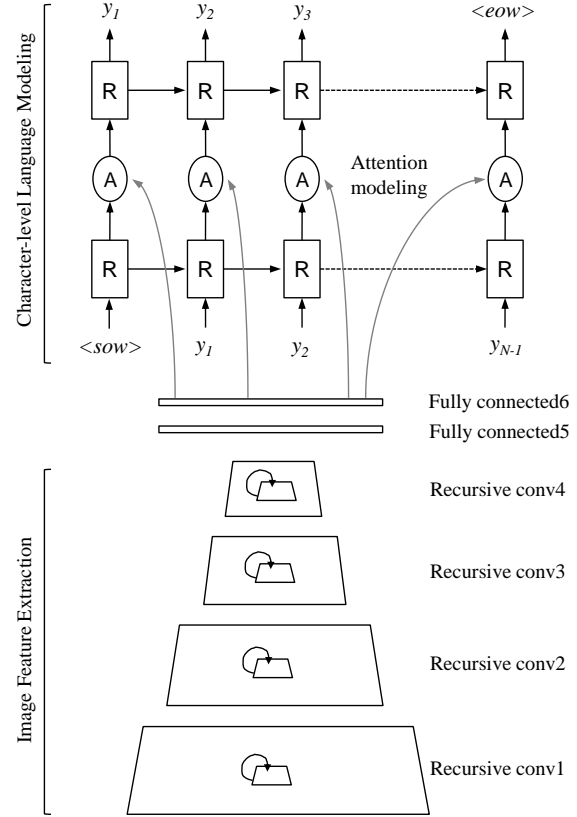 y1 y2 y3 <eow>
R R R R
Attention
modeling
A A A A
R R R R
<sow> y1 y2 yN-1
Character-level Language Modeling
Fully connected6
Fully connected5
Recursive conv4
Recursive conv3
Recursive conv2
Recursive conv1
Image Feature Extraction